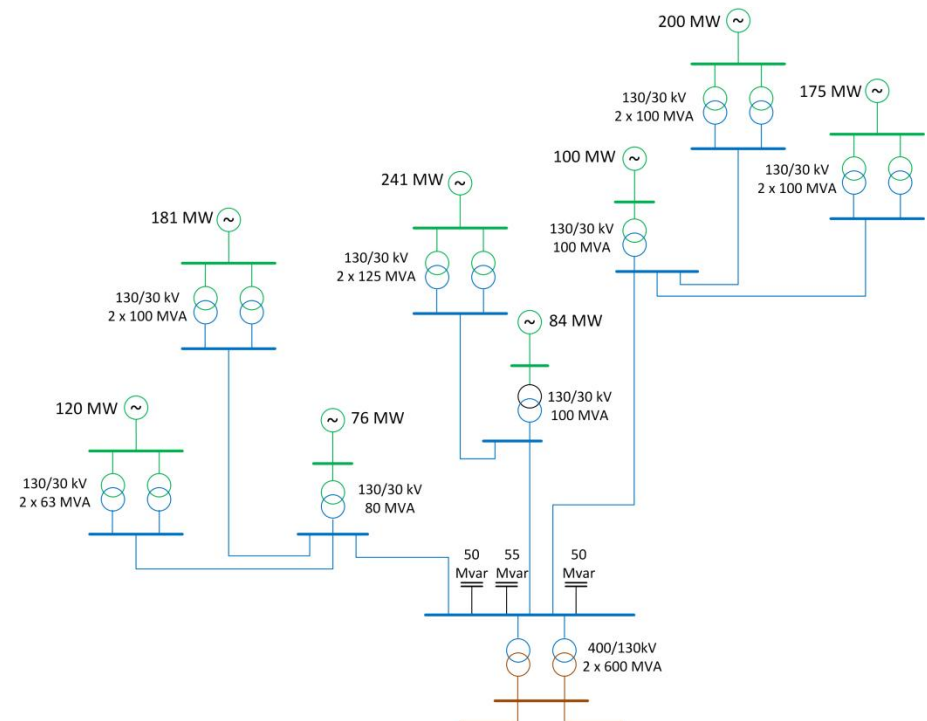 200 MW
~
130/30 kV
2 x 100 MVA
175 MW
~
130/30 kV
2 x 100 MVA
100 MW
~
130/30 kV
100 MVA
241 MW
~
130/30 kV
2 x 125 MVA
181 MW
~
130/30 kV
2 x 100 MVA
84 MW
~
130/30 kV
100 MVA
120 MW
~
130/30 kV
2 x 63 MVA
76 MW
~
130/30 kV
80 MVA
50
Mvar
55
Mvar
50
Mvar
400/130kV
2 x 600 MVA